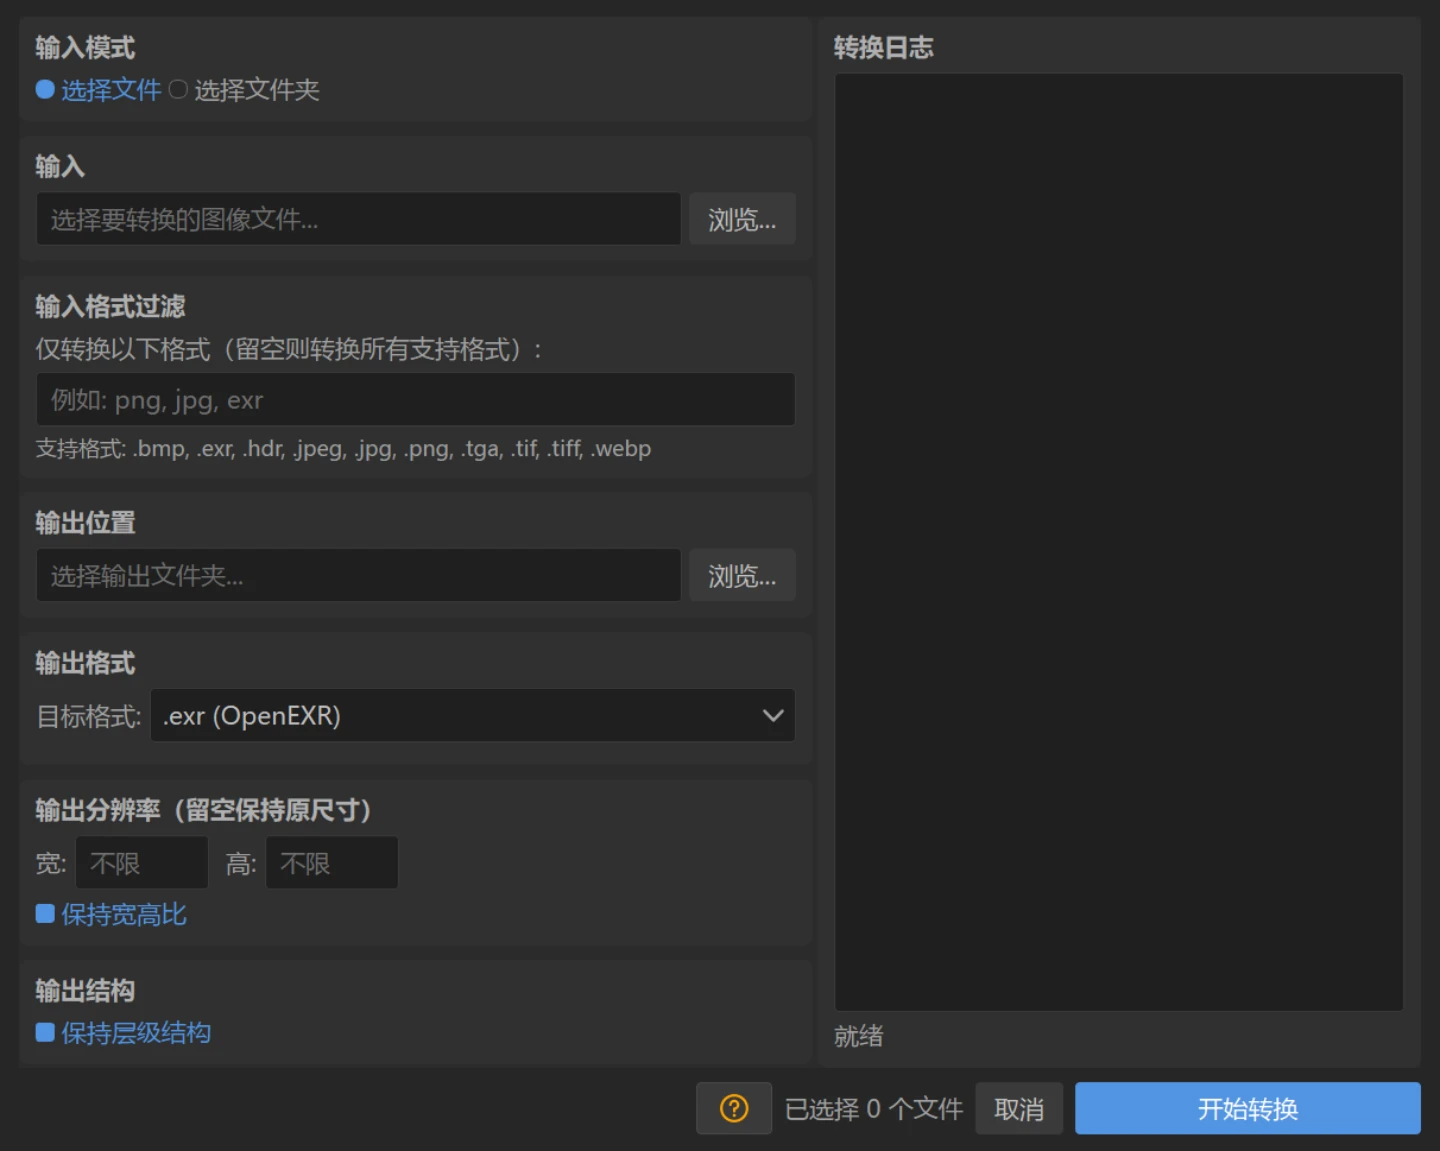 输入模式
选择文件 选择文件夹
输入
选择要转换的图像文件... 浏览...
输入格式过滤
仅转换以下格式（留空则转换所有支持格式）:
例如: png, jpg, exr
支持格式: .bmp, .exr, .hdr, .jpeg, .jpg, .png, .tga, .tif, .tiff, .webp
输出位置
选择输出文件夹... 浏览...
输出格式
目标格式: .exr (OpenEXR)
输出分辨率（留空保持原尺寸）
宽: 不限 高: 不限
保持宽高比
输出结构
保持层级结构
转换日志
就绪
? 已选择 0 个文件 取消 开始转换